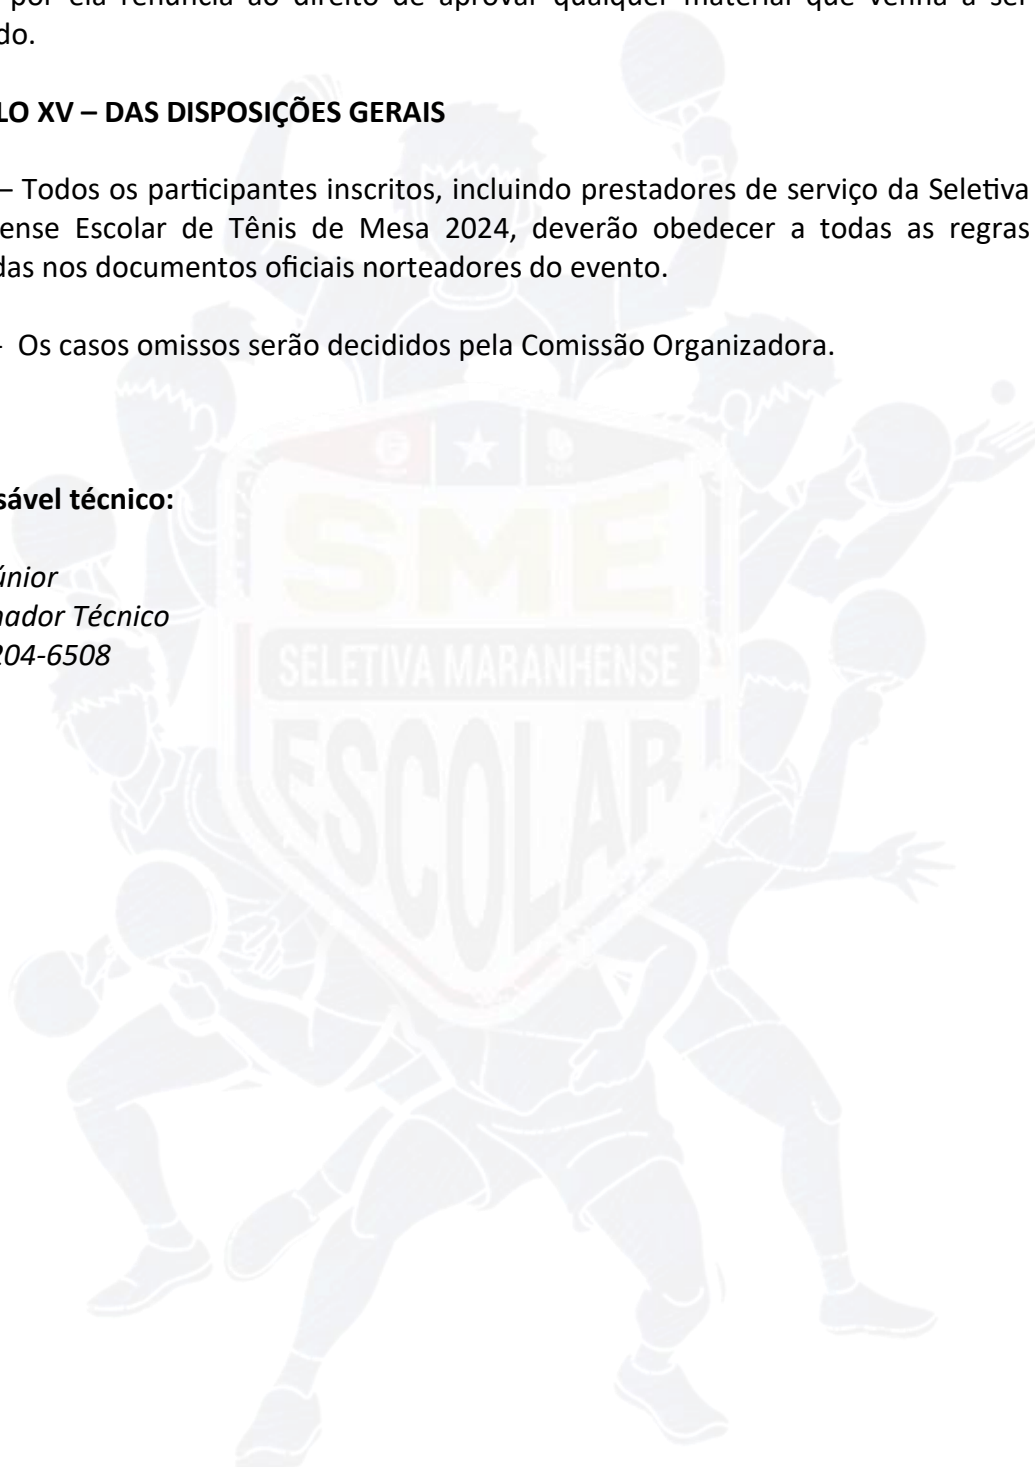 por ela renuncia ao direito de aprovar qualquer material que venha a ser
do.
LO XV – DAS DISPOSIÇÕES GERAIS
– Todos os participantes inscritos, incluindo prestadores de serviço da Seletiva
ense Escolar de Tênis de Mesa 2024, deverão obedecer a todas as regras
das nos documentos oficiais norteadores do evento.
- Os casos omissos serão decididos pela Comissão Organizadora.
sável técnico:
únior
nador Técnico
204-6508
SME
SELETIVA MARANHENSE
ESCOLAR